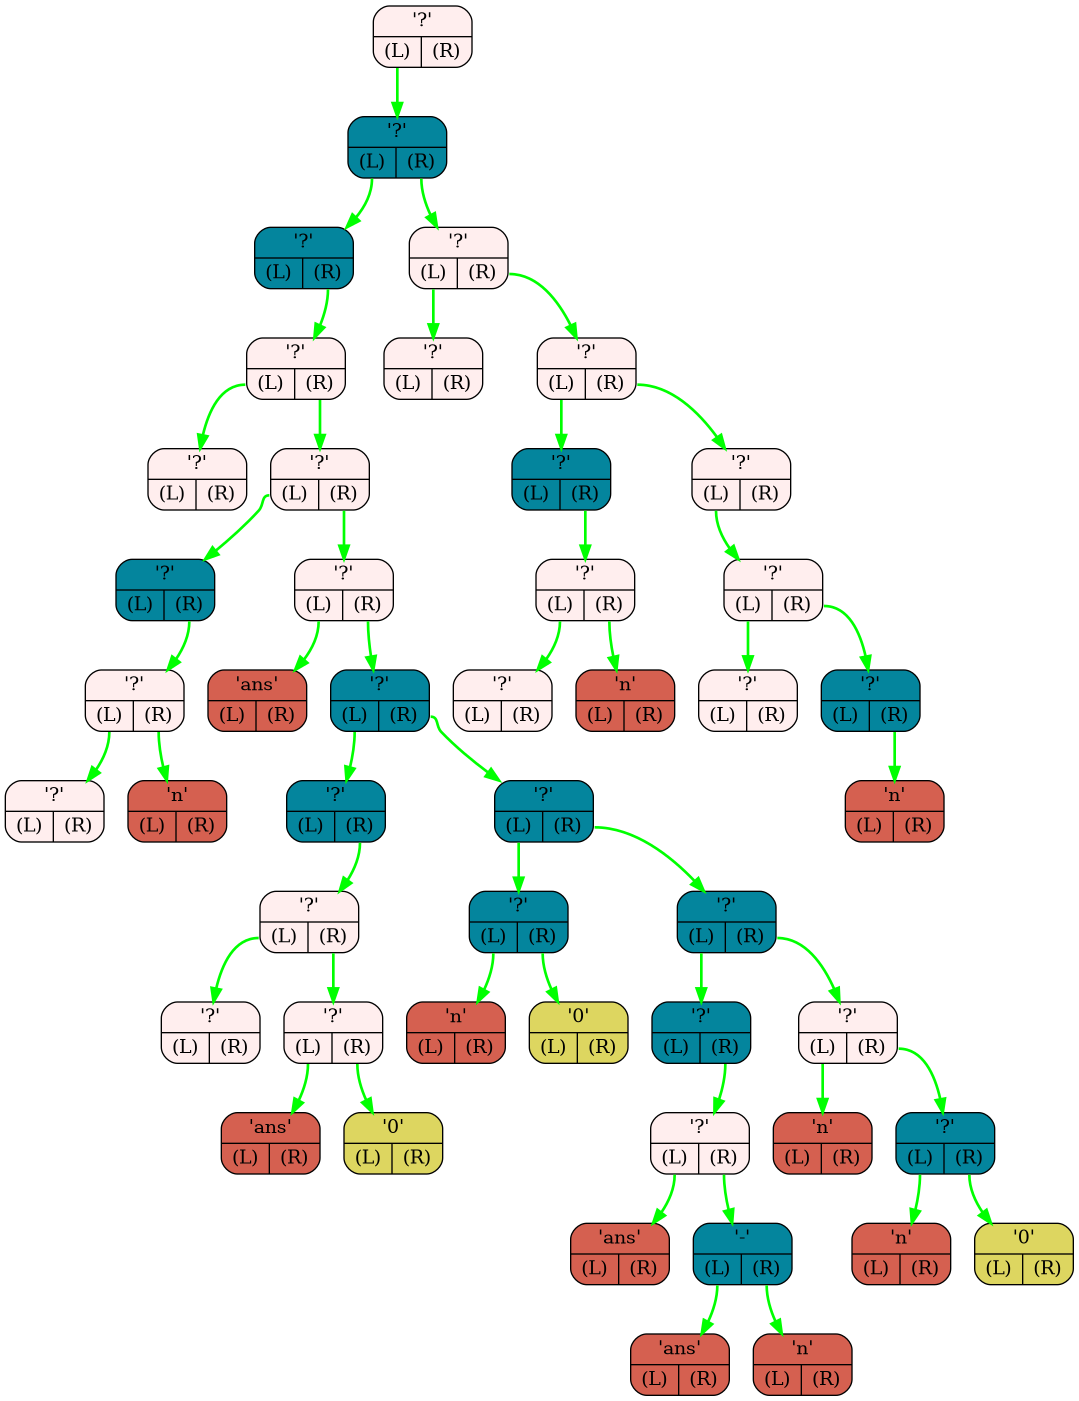 '?'
(L) (R)
'?'
(L) (R)
'?' '?'
(L) (R) (L) (R)
'?' '?' '?'
(L) (R) (L) (R) (L) (R)
'?' '?' '?' '?'
(L) (R) (L) (R) (L) (R) (L) (R)
'?' '?' '?' '?'
(L) (R) (L) (R) (L) (R) (L) (R)
'?' 'ans' '?' '?' 'n' '?' '?'
(L) (R) (L) (R) (L) (R) (L) (R) (L) (R) (L) (R) (L) (R)
'?' 'n' '?' '?' 'n'
(L) (R) (L) (R) (L) (R) (L) (R) (L) (R)
'?' '?' '?'
(L) (R) (L) (R) (L) (R)
'?' '?' 'n' '0' '?' '?'
(L) (R) (L) (R) (L) (R) (L) (R) (L) (R) (L) (R)
'ans' '0' '?' 'n' '?'
(L) (R) (L) (R) (L) (R) (L) (R) (L) (R)
'ans' '-' 'n' '0'
(L) (R) (L) (R) (L) (R) (L) (R)
'ans' 'n'
(L) (R) (L) (R)